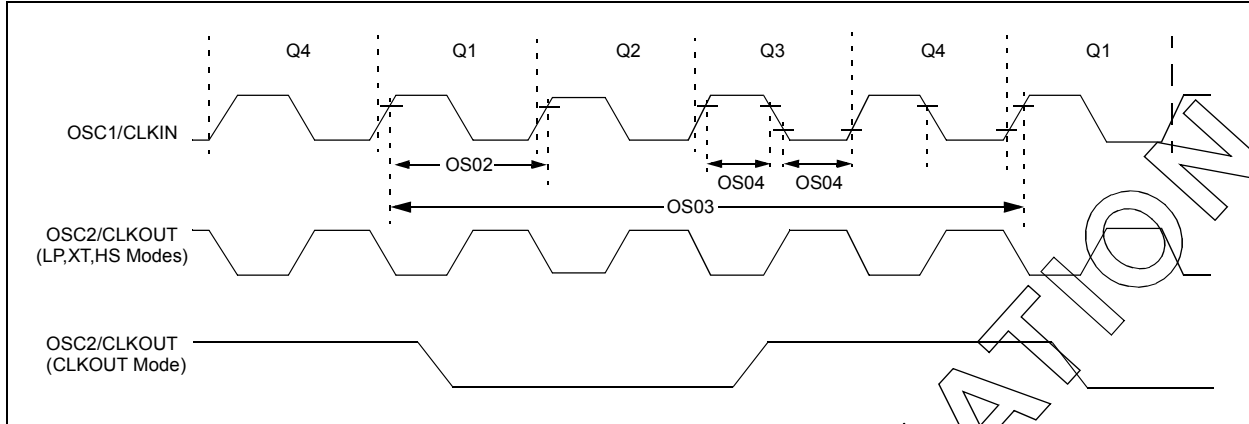 Q4 Q1 Q2 Q3 Q4 Q1
OSC1/CLKIN
OS02
OS04 OS04
OS03
OSC2/CLKOUT
(LP,XT,HS Modes)
OSC2/CLKOUT
(CLKOUT Mode)
ATION